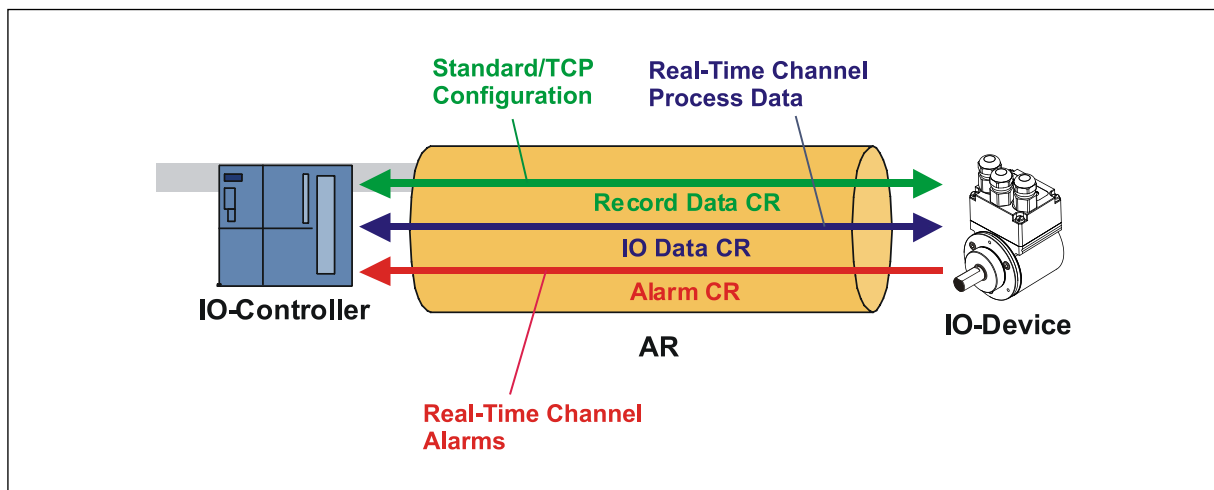 Standard/TCP
Configuration
Real-Time Channel
Process Data
Record Data CR
IO Data CR
Alarm CR
IO-Controller
IO-Device
AR
Real-Time Channel
Alarms